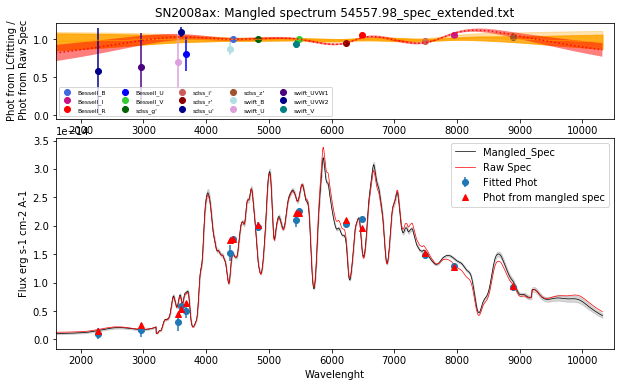 SN2008ax: Mangled spectrum 54557.98_spec_extended.txt
Phot from LCfitting /
Phot from Raw Spec
1.0
0.5
0.0
Bessell_B
Bessell_I
Bessell_R
Bessell_U
Bessell_V
sdss_g'
sdss_i'
sdss_r'
sdss_u'
sdss_z'
swift_B
swift_U
swift_UVW1
swift_UVW2
swift_V
2000 3000 4000 5000 6000 7000 8000 9000 10000
1e−14
Flux erg s-1 cm-2 A-1
3.5
3.0
2.5
2.0
1.5
1.0
0.5
0.0
Mangled_Spec
Raw Spec
Fitted Phot
Phot from mangled spec
2000 3000 4000 5000 6000 7000 8000 9000 10000
Wavelenght